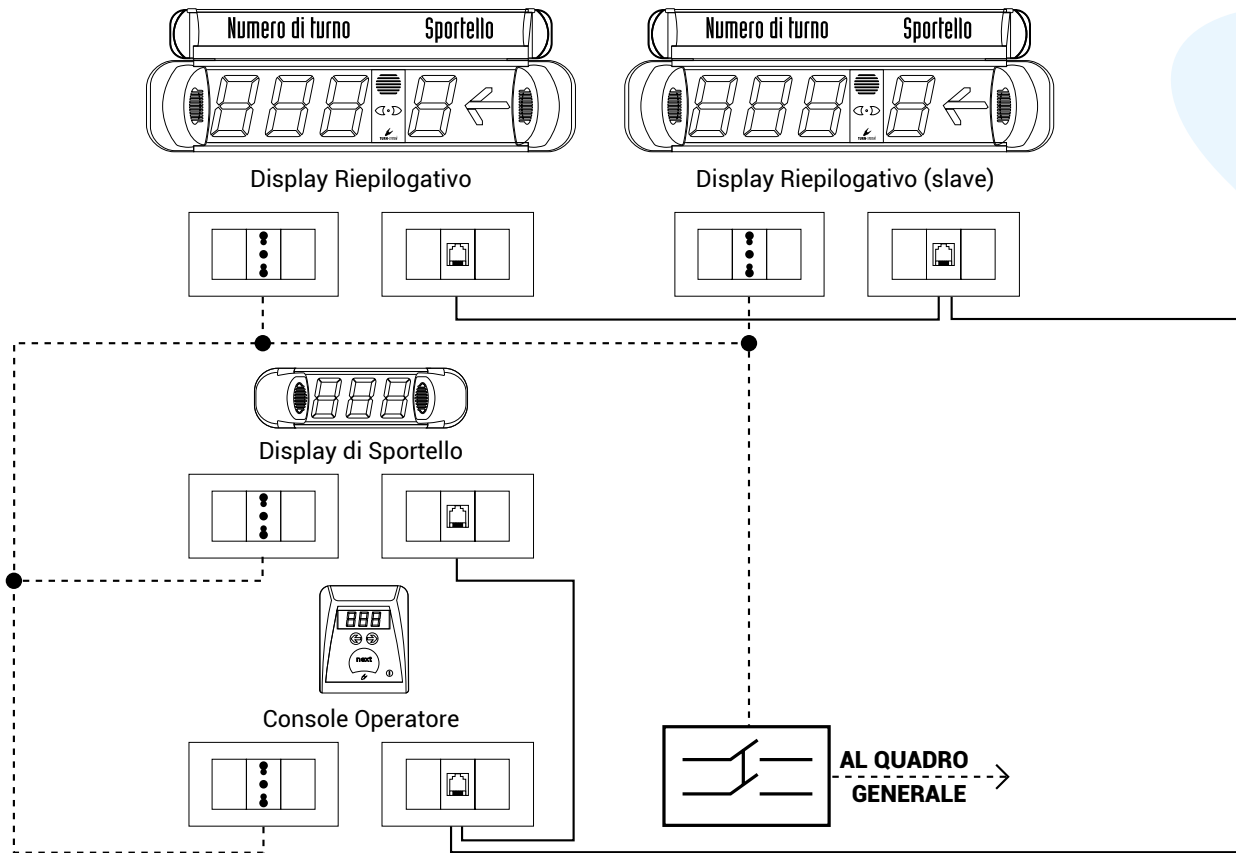 Numero di turno Sportello
Numero di turno Sportello
Display Riepilogativo
Display Riepilogativo (slave)
Display di Sportello
next
Console Operatore
AL QUADRO
GENERALE